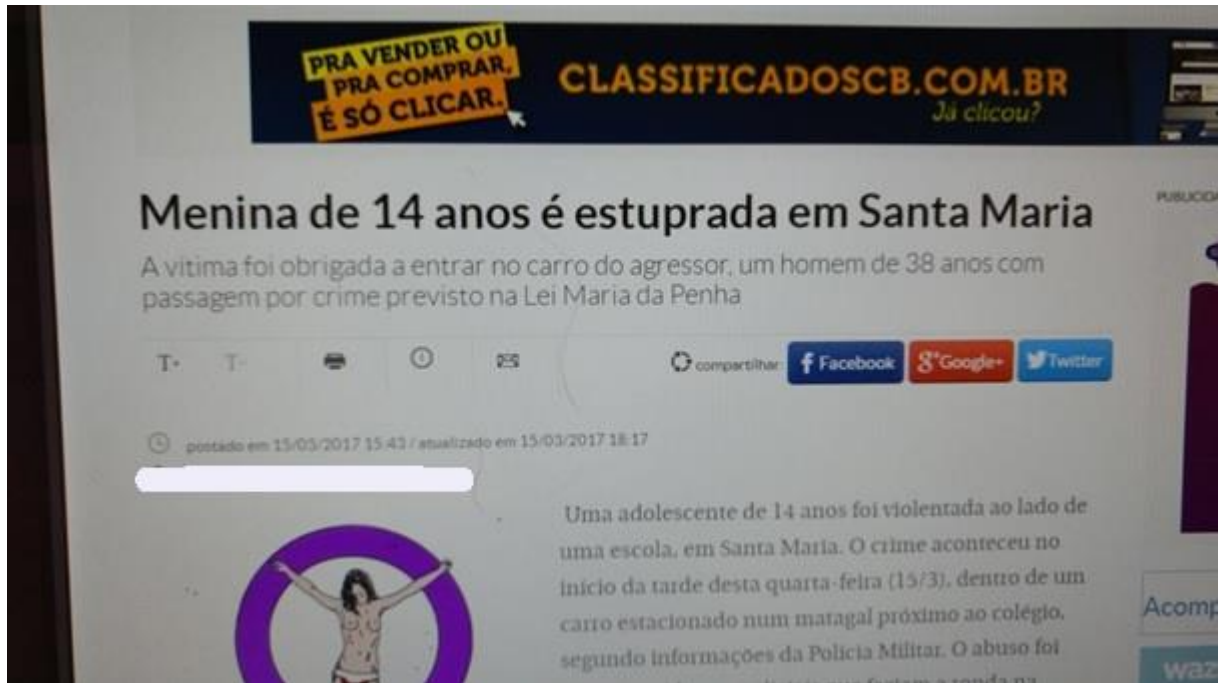 PRA VENDER OU
PRA COMPRAR,
É SÓ CLICAR.
CLASSIFICADOSCB.COM.BR
Já clicou?
Menina de 14 anos é estuprada em Santa Maria
A vítima foi obrigada a entrar no carro do agressor, um homem de 38 anos com
passagem por crime previsto na Lei Maria da Penha
T+ T-
compartilhar: f Facebook g+ Google+ Twitter
postado em 15/03/2017 15:43 / atualizado em 15/03/2017 18:17
Uma adolescente de 14 anos foi violentada ao lado de
uma escola, em Santa Maria. O crime aconteceu no
início da tarde desta quarta-feira (15/3), dentro de um
carro estacionado num matagal próximo ao colégio,
segundo informações da Polícia Militar. O abuso foi